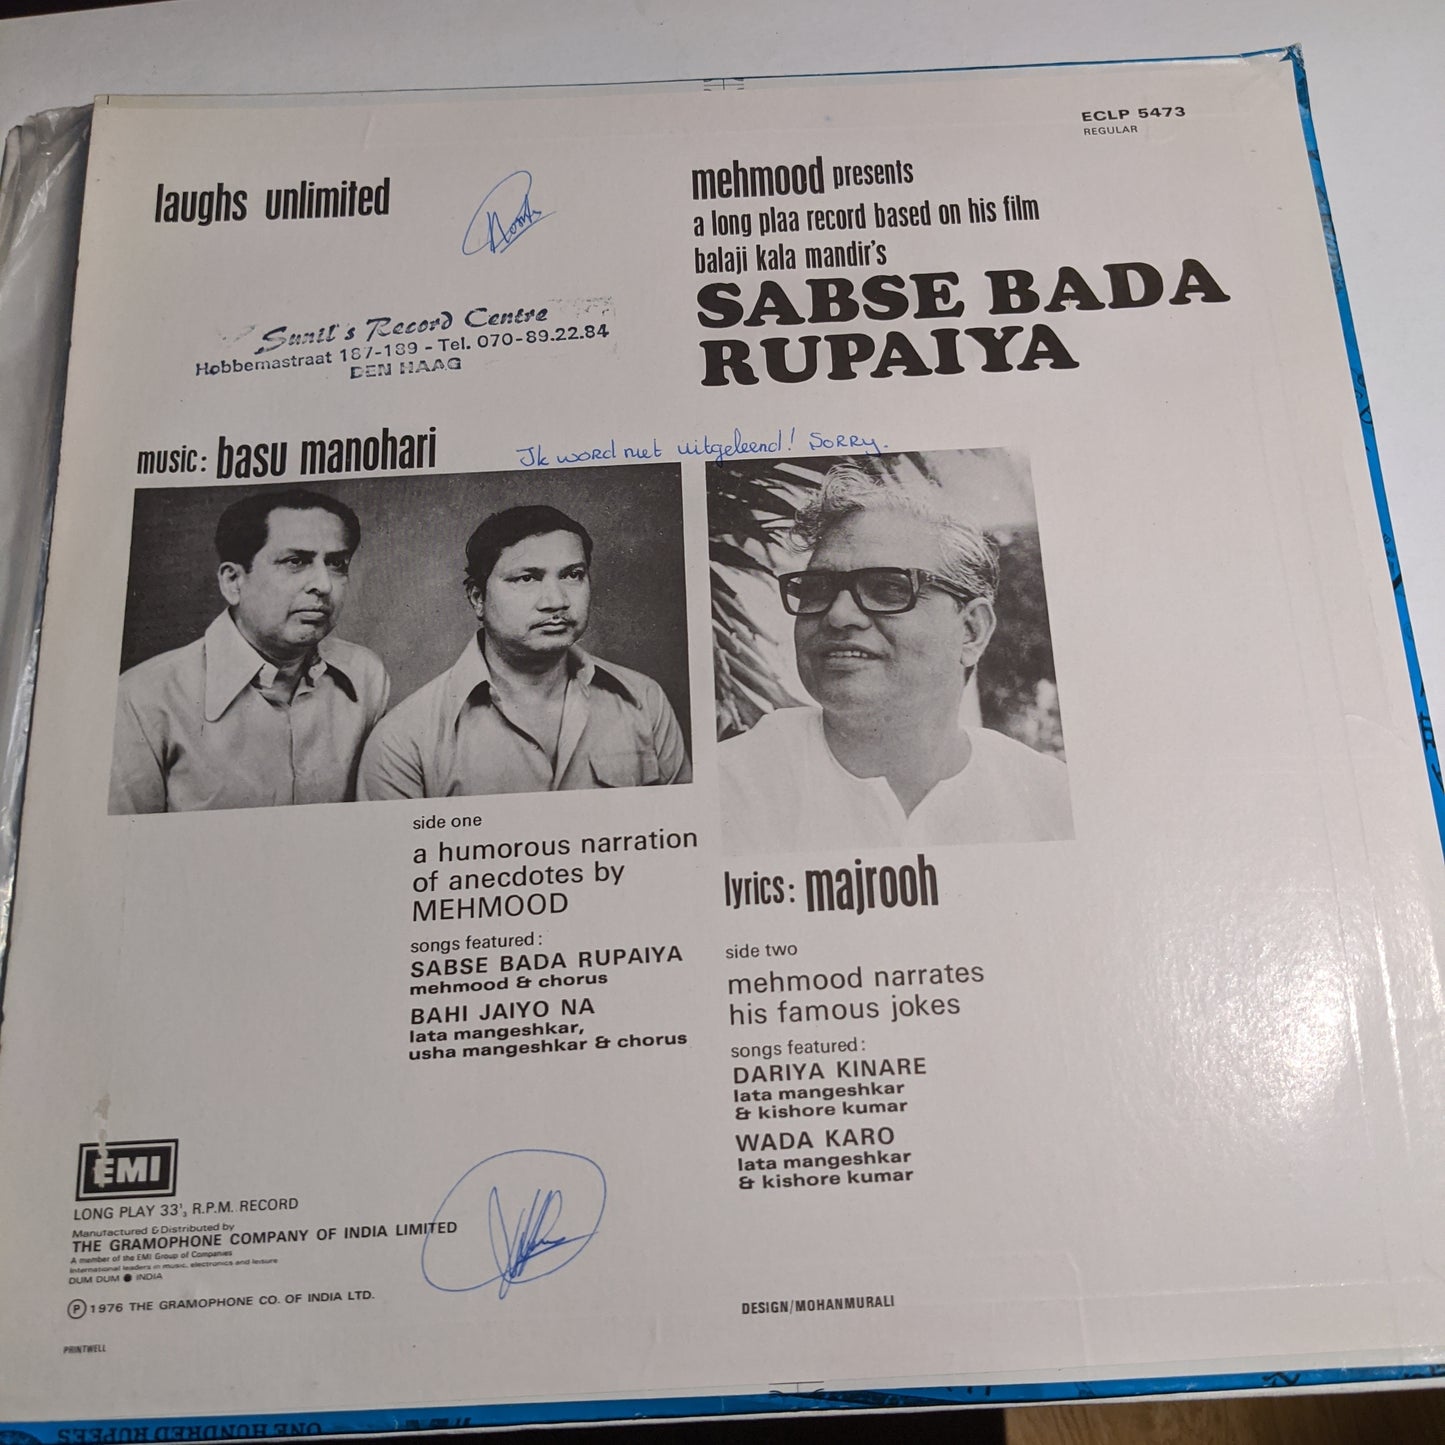 ECLP 5473
REGULAR
laughs unlimited
mehmood presents
a long plaa record based on his film
balaji kala mandir's
SABSE BADA
RUPAIYA
Sunil's Record Centre
Hobbemastraat 187-189 - Tel. 070-89.22.84
DEN HAAG
music: basu manohari
Ik word niet uitgeleend! SORRY.
side one
a humorous narration
of anecdotes by
MEHMOOD
songs featured:
SABSE BADA RUPAIYA
mehmood & chorus
BAHI JAIYO NA
lata mangeshkar,
usha mangeshkar & chorus
lyrics: majrooh
side two
mehmood narrates
his famous jokes
songs featured:
DARIYA KINARE
lata mangeshkar
& kishore kumar
WADA KARO
lata mangeshkar
& kishore kumar
EMI
LONG PLAY 33⅓ R.P.M. RECORD
Manufactured & Distributed by
THE GRAMOPHONE COMPANY OF INDIA LIMITED
A member of the EMI Group of Companies
International leaders in music, electronics and leisure
DUM DUM ● INDIA
Ⓟ 1976 THE GRAMOPHONE CO. OF INDIA LTD.
DESIGN/MOHANMURALI
PRINTWELL
ONE HUNDRED RUPEES